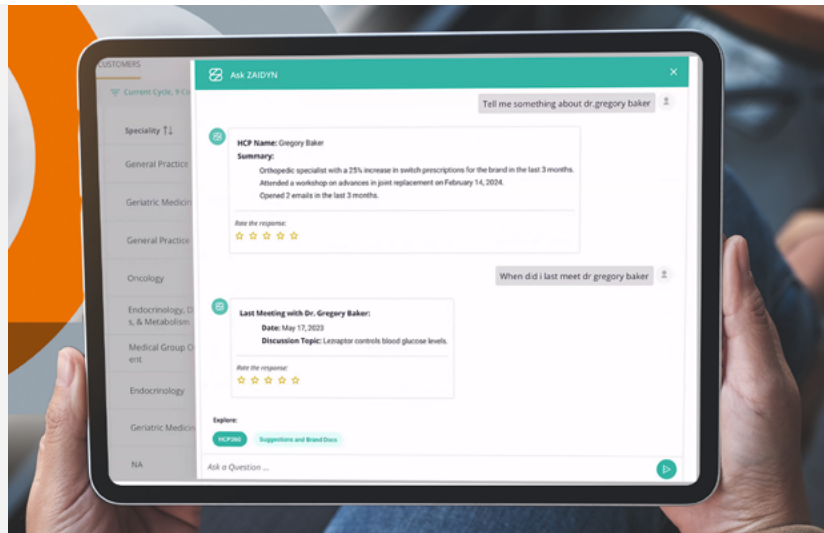 CUSTOMERS
Ask ZAIDYN
Current Cycle, 9 Cu
Tell me something about dr.gregory baker
Speciality
HCP Name: Gregory Baker
Summary:
Orthopedic specialist with a 25% increase in switch prescriptions for the brand in the last 3 months.
Attended a workshop on advances in joint replacement on February 14, 2024.
Opened 2 emails in the last 3 months.
Rate the response:
General Practice
Geriatric Medicin
General Practice
Oncology
Endocrinology, D
s, & Metabolism
Medical Group O
ent
Endocrinology
Geriatric Medicin
NA
When did i last meet dr gregory baker
Last Meeting with Dr. Gregory Baker:
Date: May 17, 2023
Discussion Topic: Leznaptor controls blood glucose levels.
Rate the response:
Explore:
HCP360
Suggestions and Brand Docs
Ask a Question ...